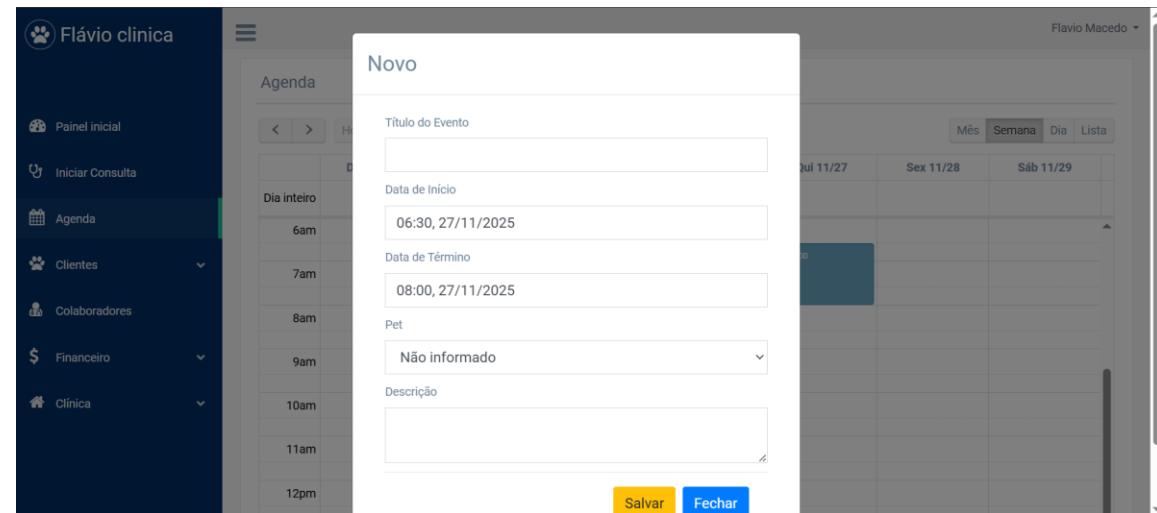 Flávio clinica
Flavio Macedo
Painel inicial
Iniciar Consulta
Agenda
Clientes
Colaboradores
Financeiro
Clínica
Agenda
Mês Semana Dia Lista
Qui 11/27 Sex 11/28 Sáb 11/29
Dia inteiro
6am
7am
8am
9am
10am
11am
12pm
Novo
Título do Evento
Data de Início
06:30, 27/11/2025
Data de Término
08:00, 27/11/2025
Pet
Não informado
Descrição
Salvar Fechar